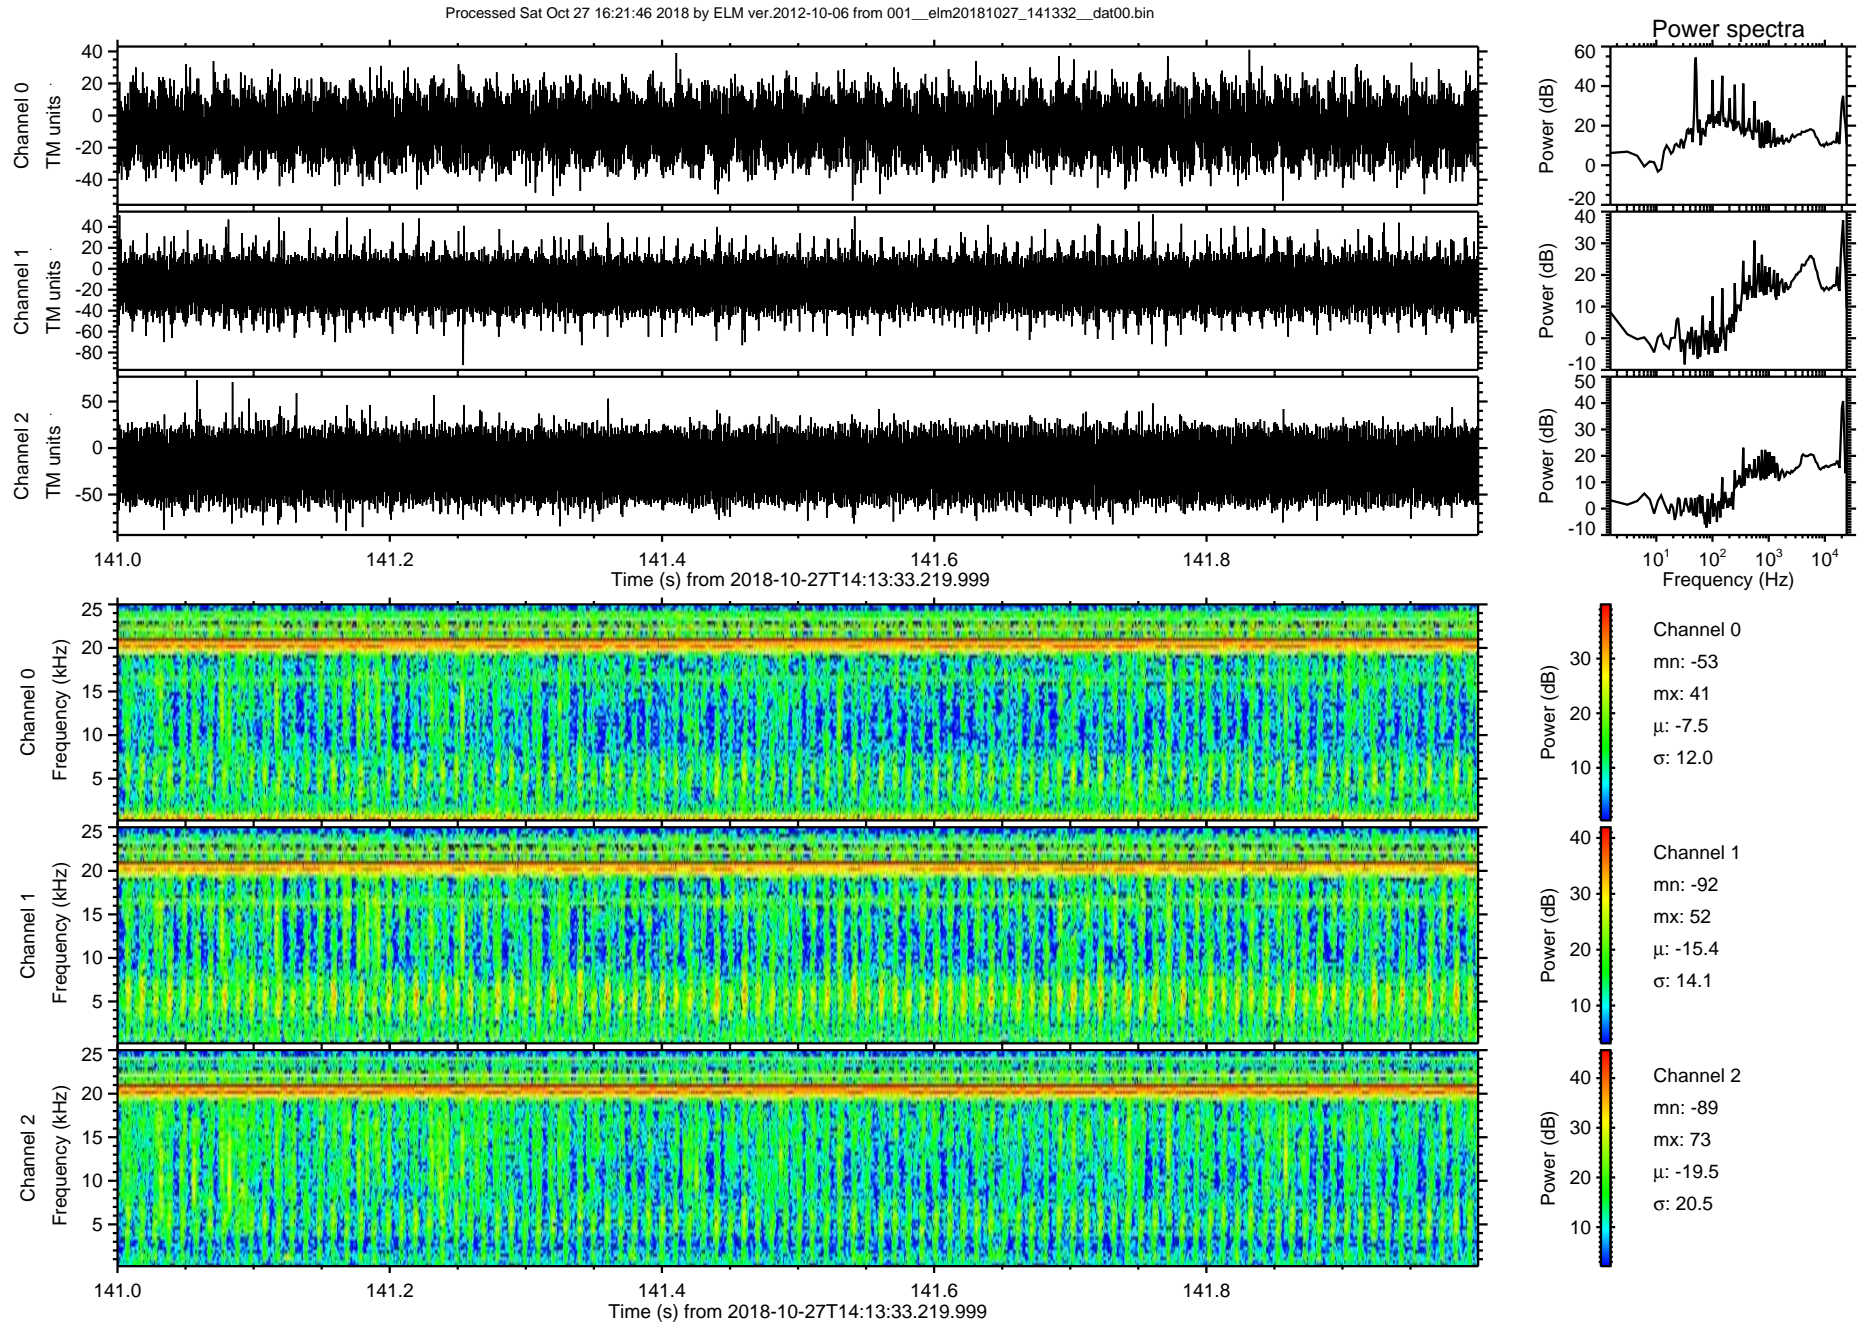 Processed Sat Oct 27 16:21:46 2018 by ELM ver.2012-10-06 from 001__elm20181027_141332__dat00.bin
Power spectra
Channel 0
TM units
40
20
0
-20
-40
Power (dB)
60
40
20
0
-20
Channel 1
TM units
40
20
0
-20
-40
-60
-80
Power (dB)
40
30
20
10
0
-10
Channel 2
TM units
50
0
-50
Power (dB)
50
40
30
20
10
0
-10
141.0 141.2 141.4 141.6 141.8
Time (s) from 2018-10-27T14:13:33.219.999
10^1 10^2 10^3 10^4
Frequency (Hz)
Channel 0
Frequency (kHz)
25
20
15
10
5
Power (dB)
30
20
10
Channel 0
mn: -53
mx: 41
μ: -7.5
σ: 12.0
Channel 1
Frequency (kHz)
25
20
15
10
5
Power (dB)
40
30
20
10
Channel 1
mn: -92
mx: 52
μ: -15.4
σ: 14.1
Channel 2
Frequency (kHz)
25
20
15
10
5
Power (dB)
40
30
20
10
Channel 2
mn: -89
mx: 73
μ: -19.5
σ: 20.5
141.0 141.2 141.4 141.6 141.8
Time (s) from 2018-10-27T14:13:33.219.999